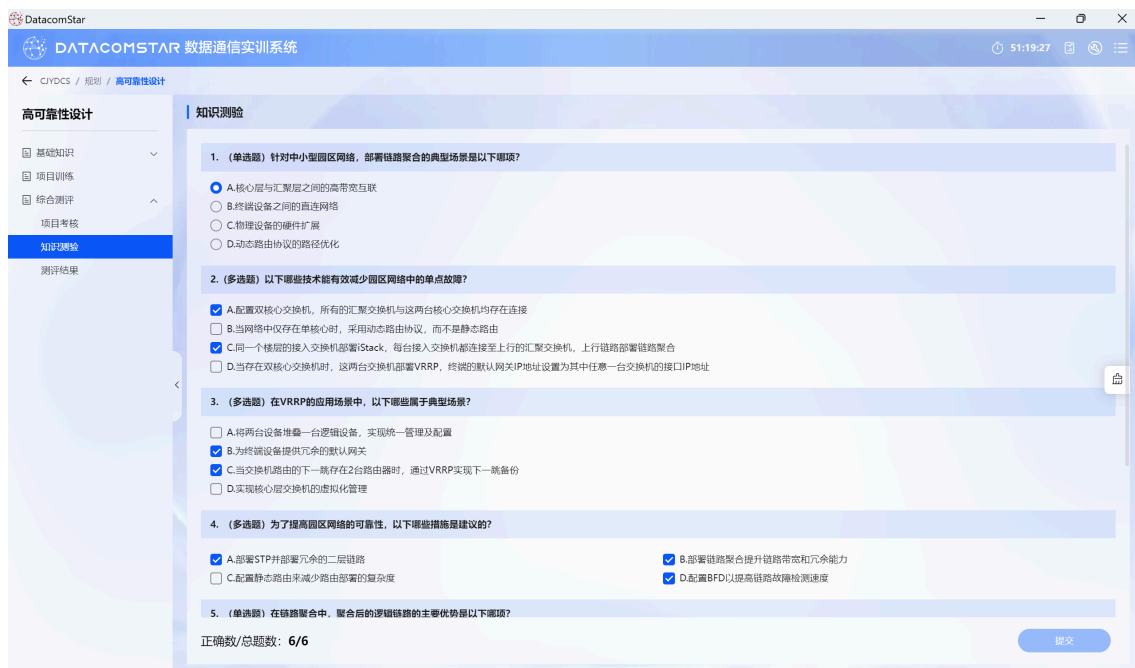 DatacomStar
DATACOMSTAR 数据通信实训系统
51:19:27
CJYDCS / 规划 / 高可靠性设计
高可靠性设计
基础知识
项目训练
综合测评
项目考核
知识测验
测评结果
知识测验
1. （单选题）针对中小型园区网络，部署链路聚合的典型场景是以下哪项？
A.核心层与汇聚层之间的高带宽互联
B.终端设备之间的直连网络
C.物理设备的硬件扩展
D.动态路由协议的路径优化
2. (多选题）以下哪些技术能有效减少园区网络中的单点故障？
A.配置双核心交换机，所有的汇聚交换机与这两台核心交换机均存在连接
B.当网络中仅存在单核心时，采用动态路由协议，而不是静态路由
C.同一个楼层的接入交换机部署iStack，每台接入交换机都连接至上行的汇聚交换机，上行链路部署链路聚合
D.当存在双核心交换机时，这两台交换机部署VRRP，终端的默认网关IP地址设置为其中任意一台交换机的接口IP地址
3. （多选题）在VRRP的应用场景中，以下哪些属于典型场景？
A.将两台设备堆叠一台逻辑设备，实现统一管理及配置
B.为终端设备提供冗余的默认网关
C.当交换机路由的下一跳存在2台路由器时，通过VRRP实现下一跳备份
D.实现核心层交换机的虚拟化管理
4. （多选题）为了提高园区网络的可靠性，以下哪些措施是建议的？
A.部署STP并部署冗余的二层链路
B.部署链路聚合提升链路带宽和冗余能力
C.配置静态路由来减少路由部署的复杂度
D.配置BFD以提高链路故障检测速度
5. （单选题）在链路聚合中，聚合后的逻辑链路的主要优势是以下哪项？
正确数/总题数：6/6
提交